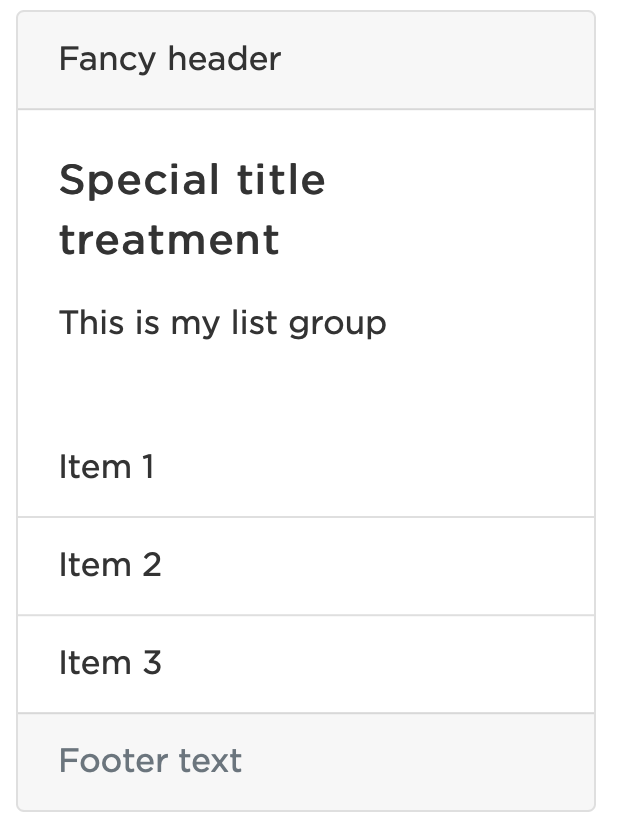 Fancy header
Special title
treatment
This is my list group
Item 1
Item 2
Item 3
Footer text